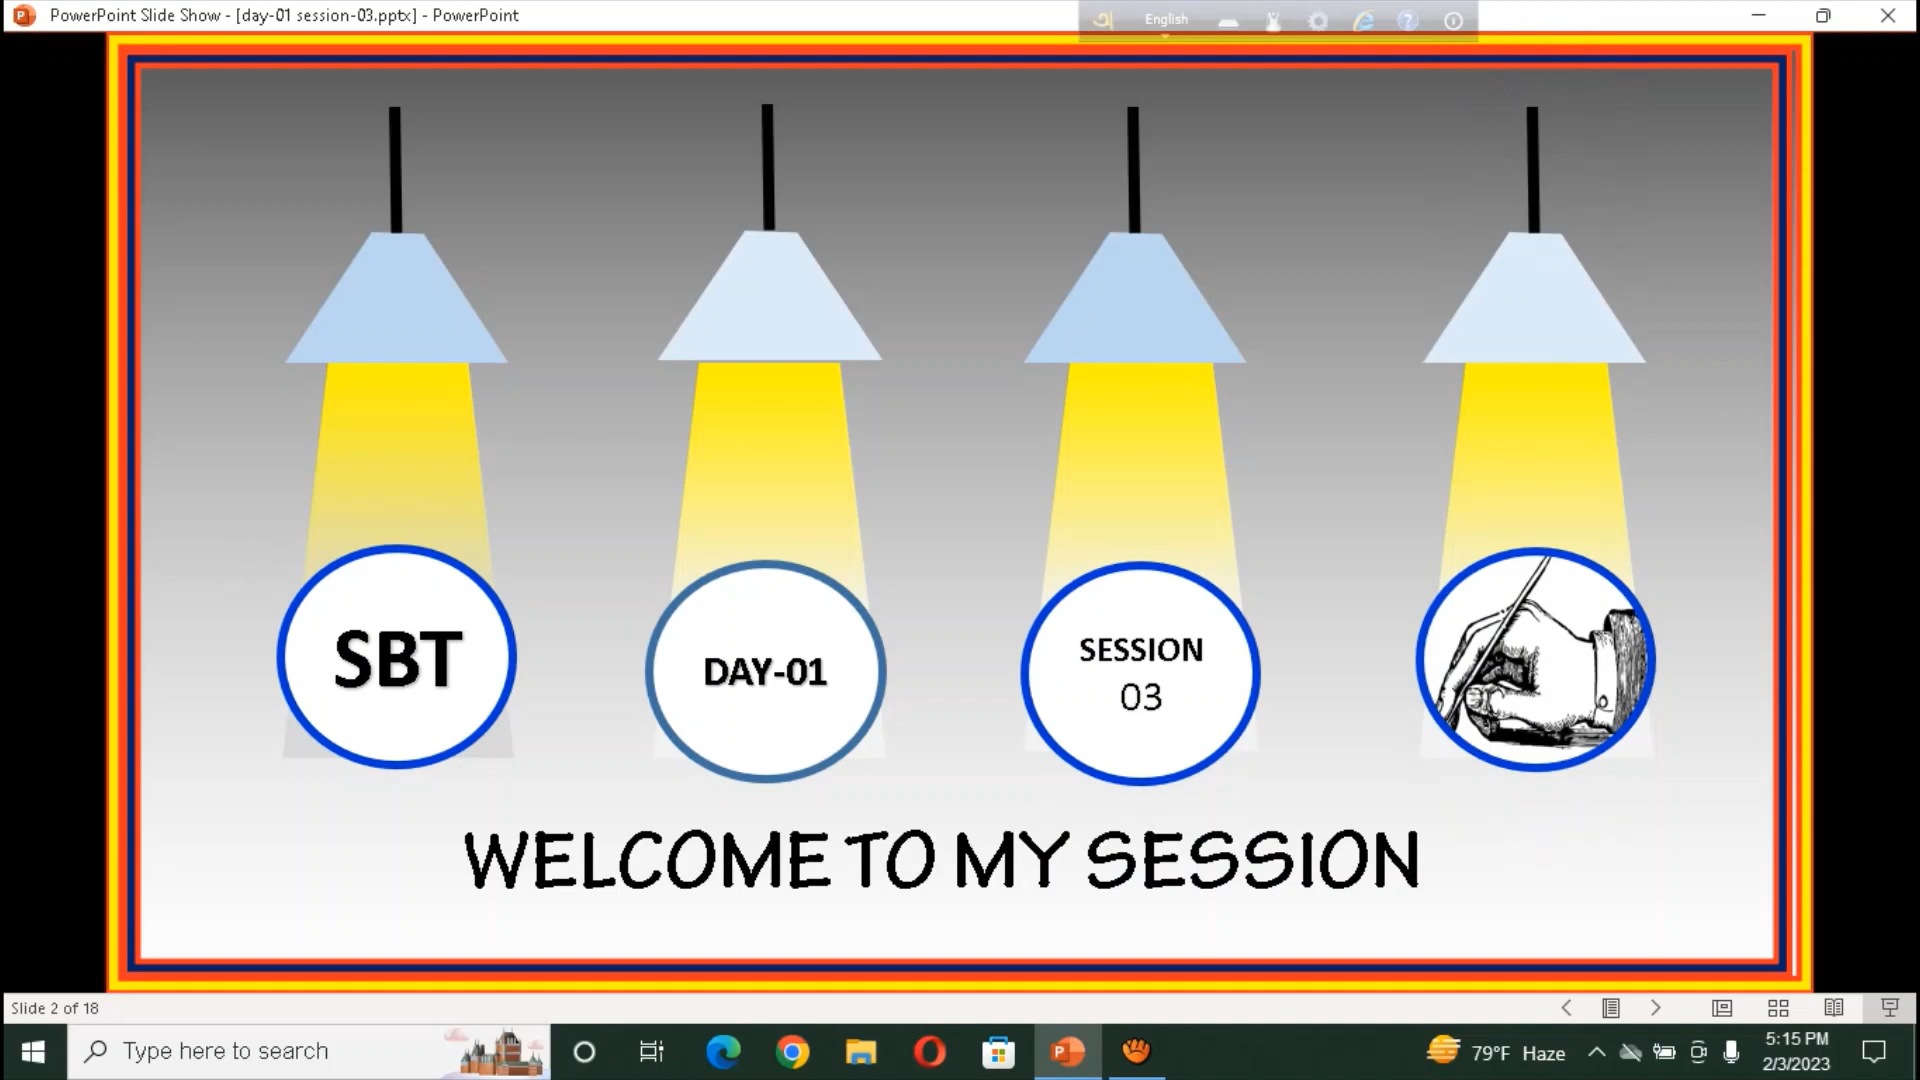 PowerPoint Slide Show - [day-01 session-03.pptx] - PowerPoint
English
SBT
DAY-01
SESSION
03
WELCOME TO MY SESSION
Slide 2 of 18
Type here to search
79°F Haze
5:15 PM
2/3/2023